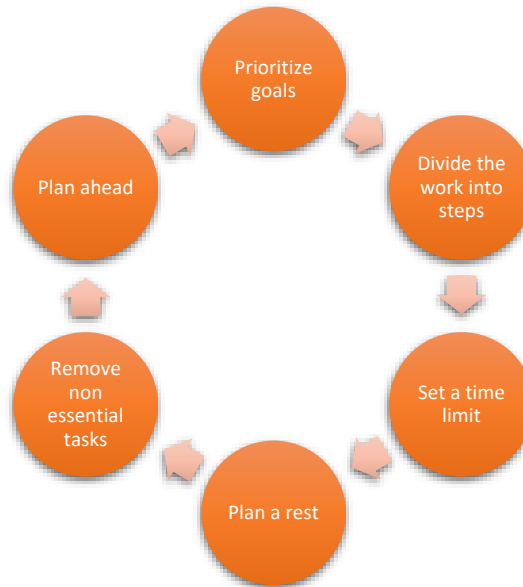 Prioritize
goals
Divide the
work into
steps
Set a time
limit
Plan a rest
Remove
non
essential
tasks
Plan ahead